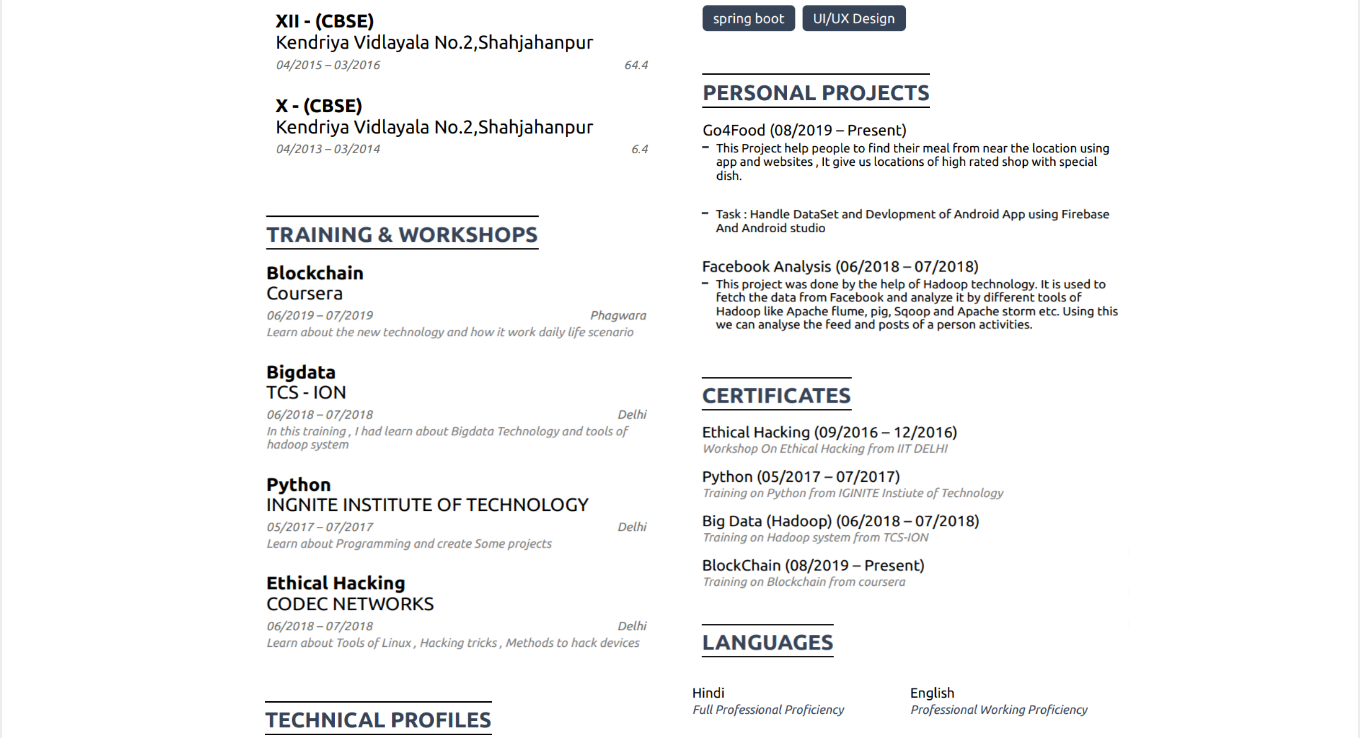 XII - (CBSE)
Kendriya Vidlayala No.2,Shahjahanpur
04/2015 – 03/2016 64.4
X - (CBSE)
Kendriya Vidlayala No.2,Shahjahanpur
04/2013 – 03/2014 6.4
TRAINING & WORKSHOPS
Blockchain
Coursera
06/2019 – 07/2019 Phagwara
Learn about the new technology and how it work daily life scenario
Bigdata
TCS - ION
06/2018 – 07/2018 Delhi
In this training , I had learn about Bigdata Technology and tools of
hadoop system
Python
INGNITE INSTITUTE OF TECHNOLOGY
05/2017 – 07/2017 Delhi
Learn about Programming and create Some projects
Ethical Hacking
CODEC NETWORKS
06/2018 – 07/2018 Delhi
Learn about Tools of Linux , Hacking tricks , Methods to hack devices
TECHNICAL PROFILES
spring boot UI/UX Design
PERSONAL PROJECTS
Go4Food (08/2019 – Present)
– This Project help people to find their meal from near the location using
app and websites , It give us locations of high rated shop with special
dish.
– Task : Handle DataSet and Devlopment of Android App using Firebase
And Android studio
Facebook Analysis (06/2018 – 07/2018)
– This project was done by the help of Hadoop technology. It is used to
fetch the data from Facebook and analyze it by different tools of
Hadoop like Apache flume, pig, Sqoop and Apache storm etc. Using this
we can analyse the feed and posts of a person activities.
CERTIFICATES
Ethical Hacking (09/2016 – 12/2016)
Workshop On Ethical Hacking from IIT DELHI
Python (05/2017 – 07/2017)
Training on Python from IGINITE Instiute of Technology
Big Data (Hadoop) (06/2018 – 07/2018)
Training on Hadoop system from TCS-ION
BlockChain (08/2019 – Present)
Training on Blockchain from coursera
LANGUAGES
Hindi English
Full Professional Proficiency Professional Working Proficiency